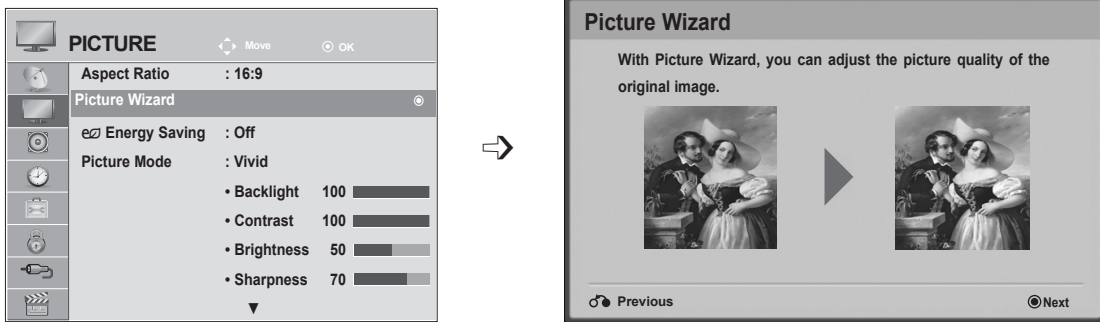 PICTURE
Move
OK
Aspect Ratio : 16:9
Picture Wizard
Energy Saving : Off
Picture Mode : Vivid
• Backlight 100
• Contrast 100
• Brightness 50
• Sharpness 70
Picture Wizard
With Picture Wizard, you can adjust the picture quality of the
original image.
Previous
Next